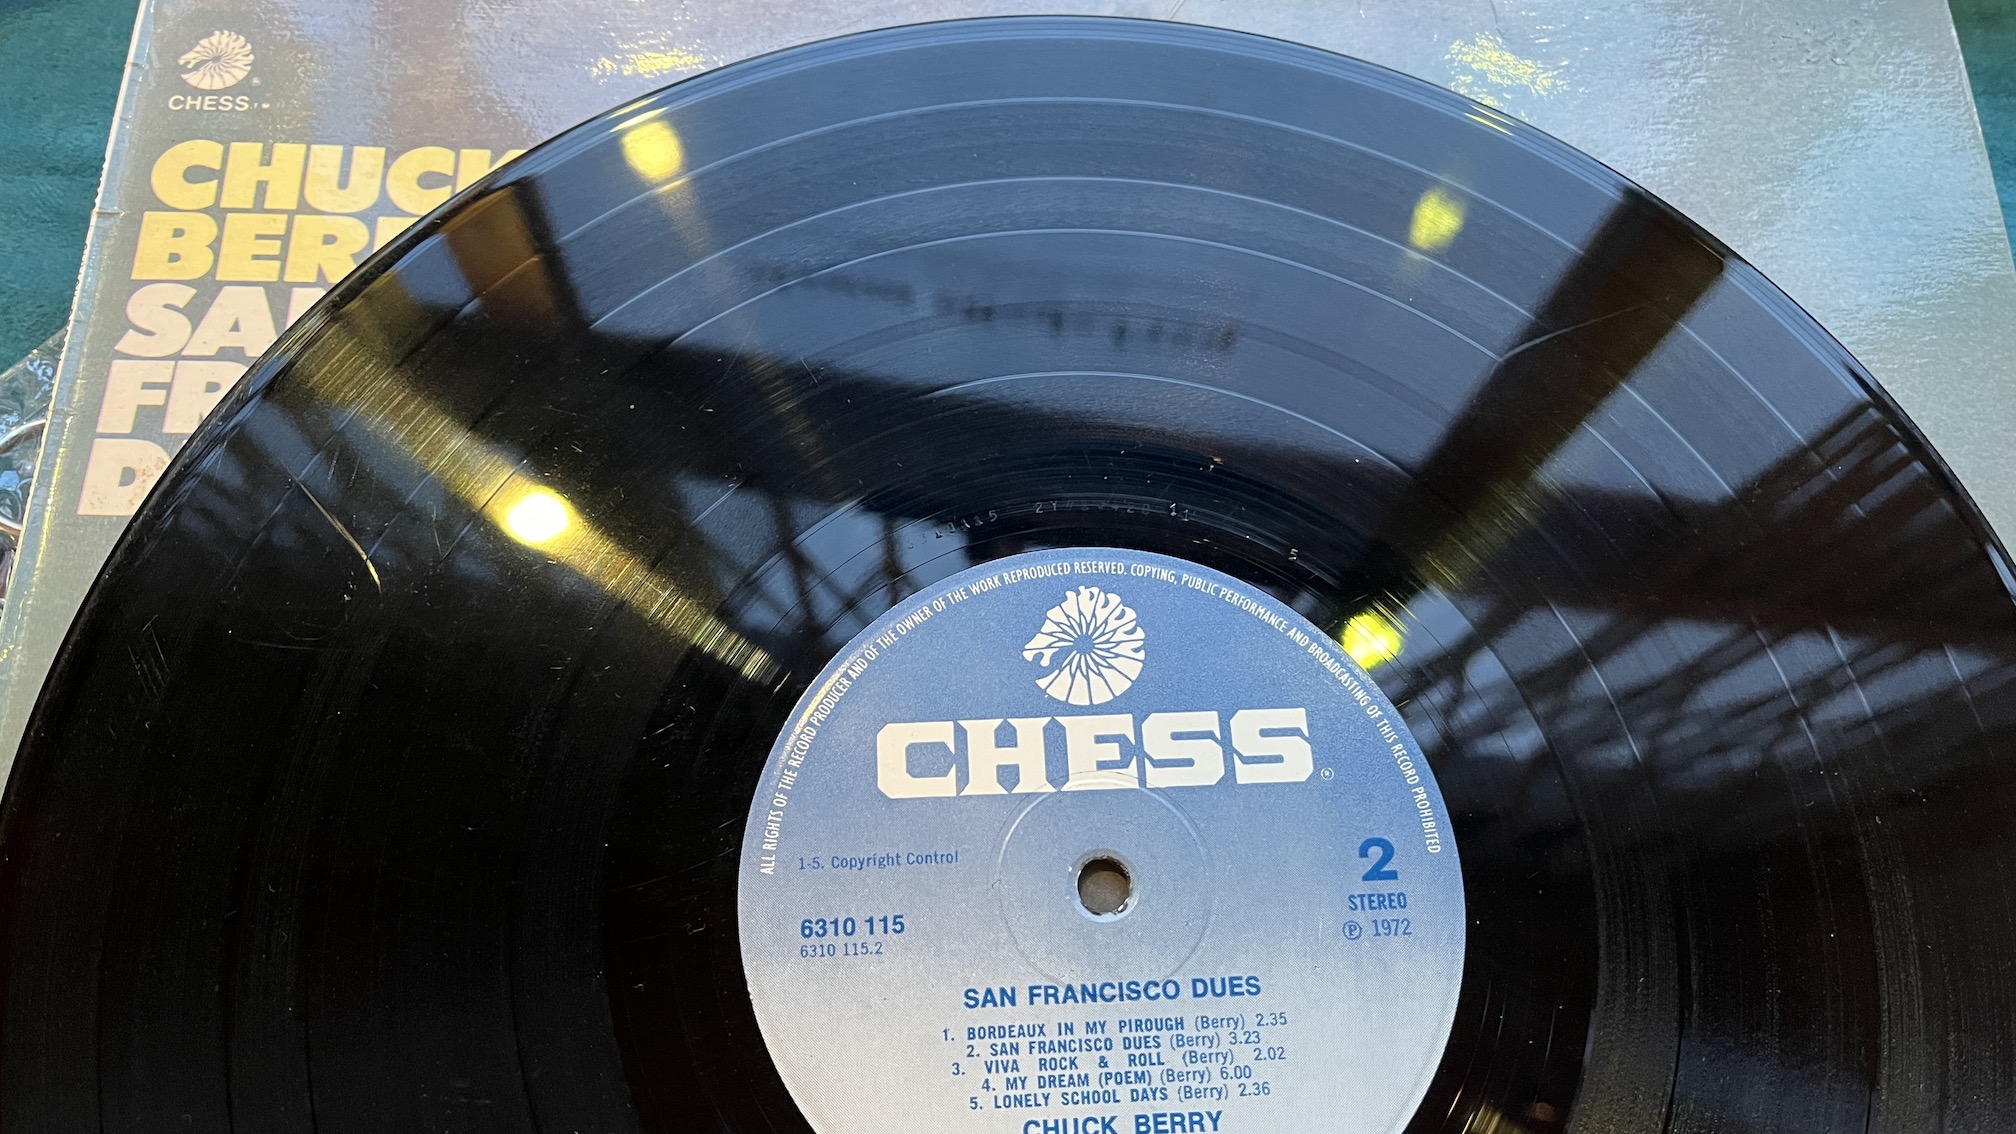 CHESS™
CHUCK
BER
SA
FR
D
ALL RIGHTS OF THE RECORD PRODUCER AND OF THE OWNER OF THE WORK REPRODUCED RESERVED. COPYING, PUBLIC PERFORMANCE AND BROADCASTING OF THIS RECORD PROHIBITED
CHESS®
1-5. Copyright Control
2
STEREO
℗ 1972
6310 115
6310 115.2
SAN FRANCISCO DUES
1. BORDEAUX IN MY PIROUGH (Berry) 2.35
2. SAN FRANCISCO DUES (Berry) 3.23
3. VIVA ROCK & ROLL (Berry) 2.02
4. MY DREAM (POEM) (Berry) 6.00
5. LONELY SCHOOL DAYS (Berry) 2.36
CHUCK BERRY